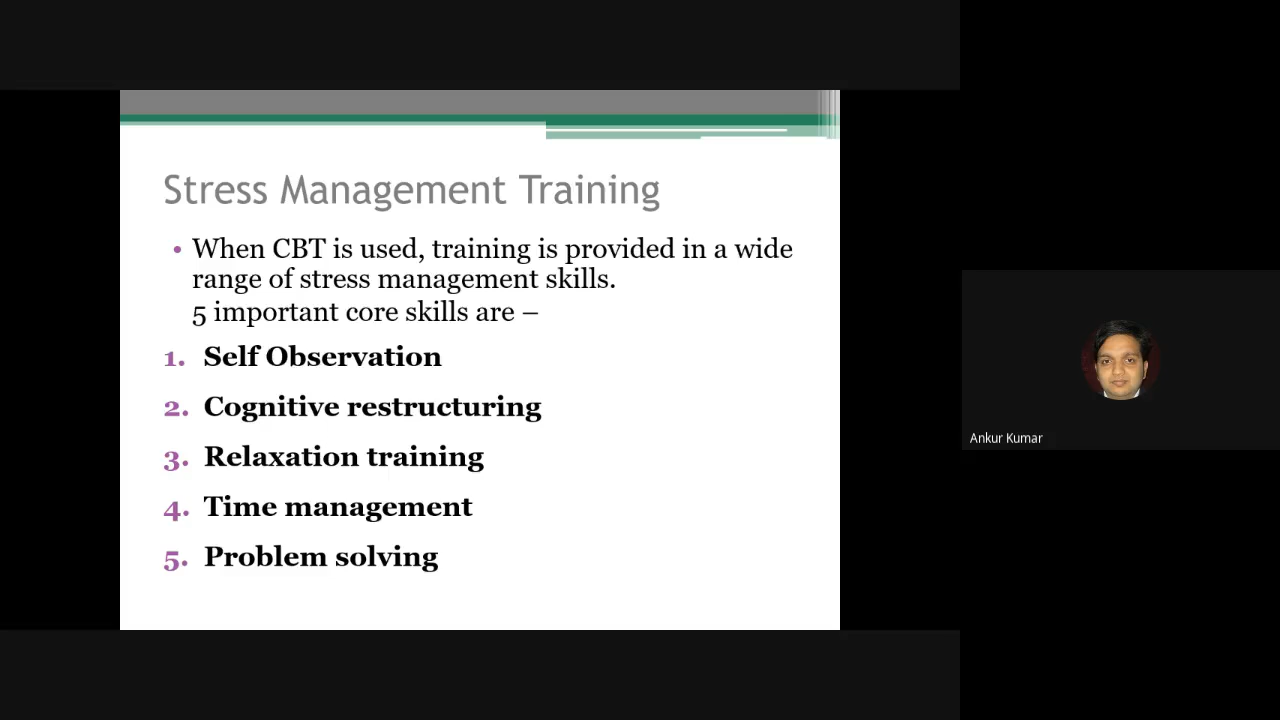 Stress Management Training
• When CBT is used, training is provided in a wide
range of stress management skills.
5 important core skills are –
1. Self Observation
2. Cognitive restructuring
3. Relaxation training
4. Time management
5. Problem solving
Ankur Kumar